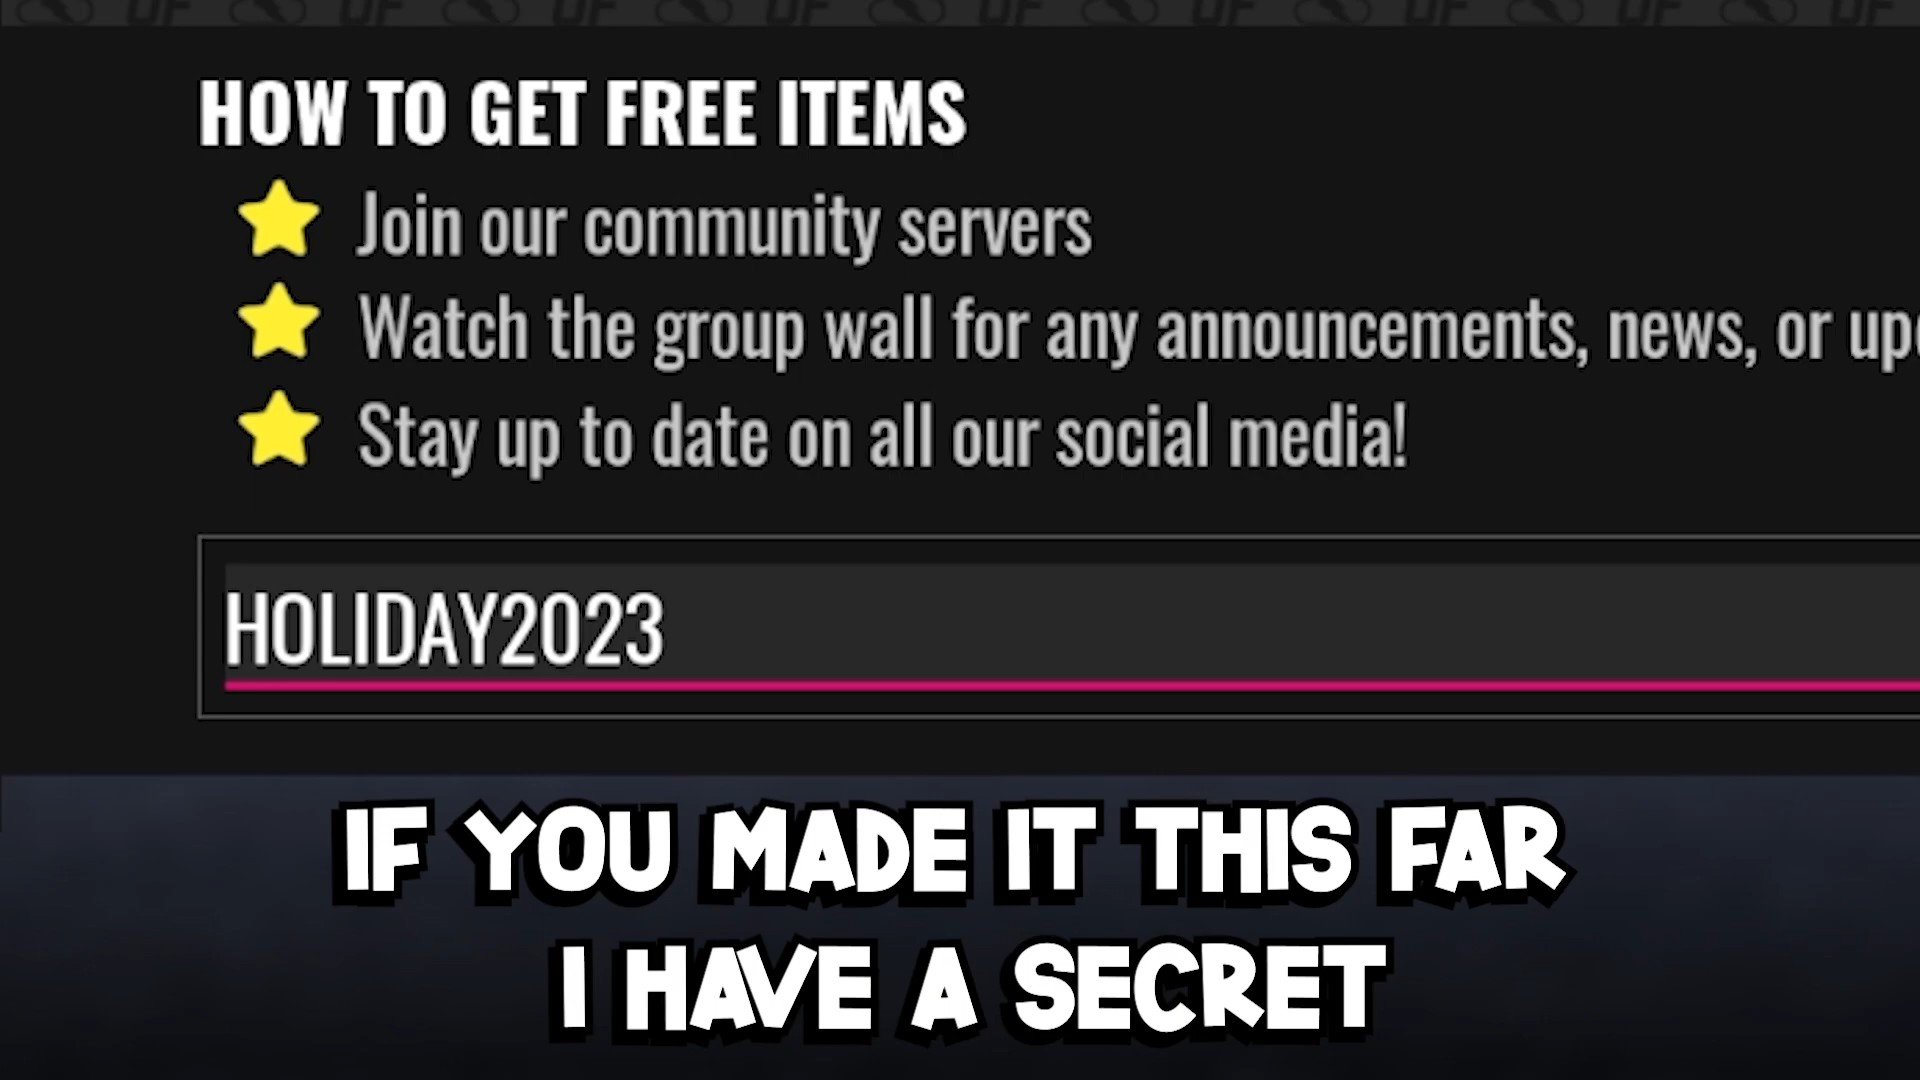 HOW TO GET FREE ITEMS
Join our community servers
Watch the group wall for any announcements, news, or
Stay up to date on all our social media!
HOLIDAY2023
IF YOU MADE IT THIS FAR
I HAVE A SECRET